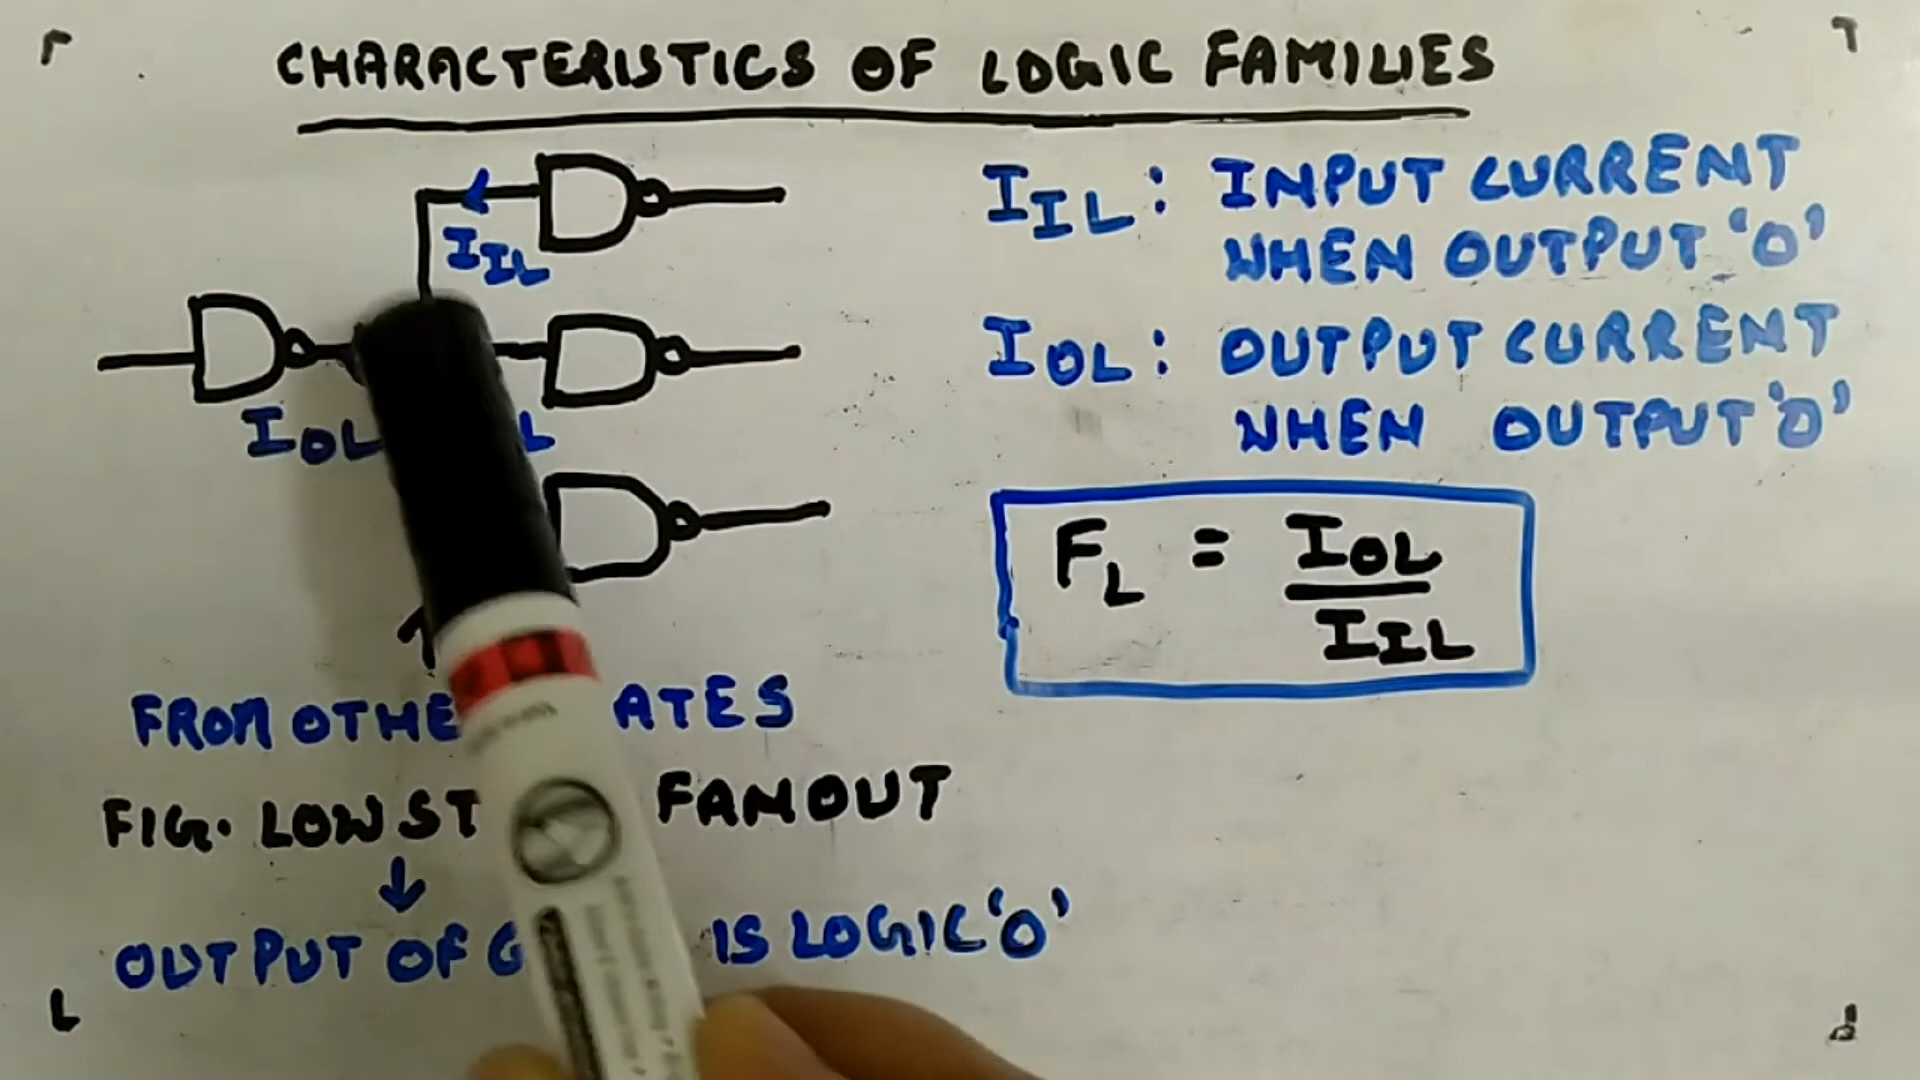 CHARACTERISTICS OF LOGIC FAMILIES
IIL
IOL
L
IIL : INPUT CURRENT
WHEN OUTPUT '0'
IOL : OUTPUT CURRENT
WHEN OUTPUT '0'
FL = IOL
IIL
FROM OTHE ATES
FIG. LOW ST FANOUT
OUTPUT OF G IS LOGIC '0'